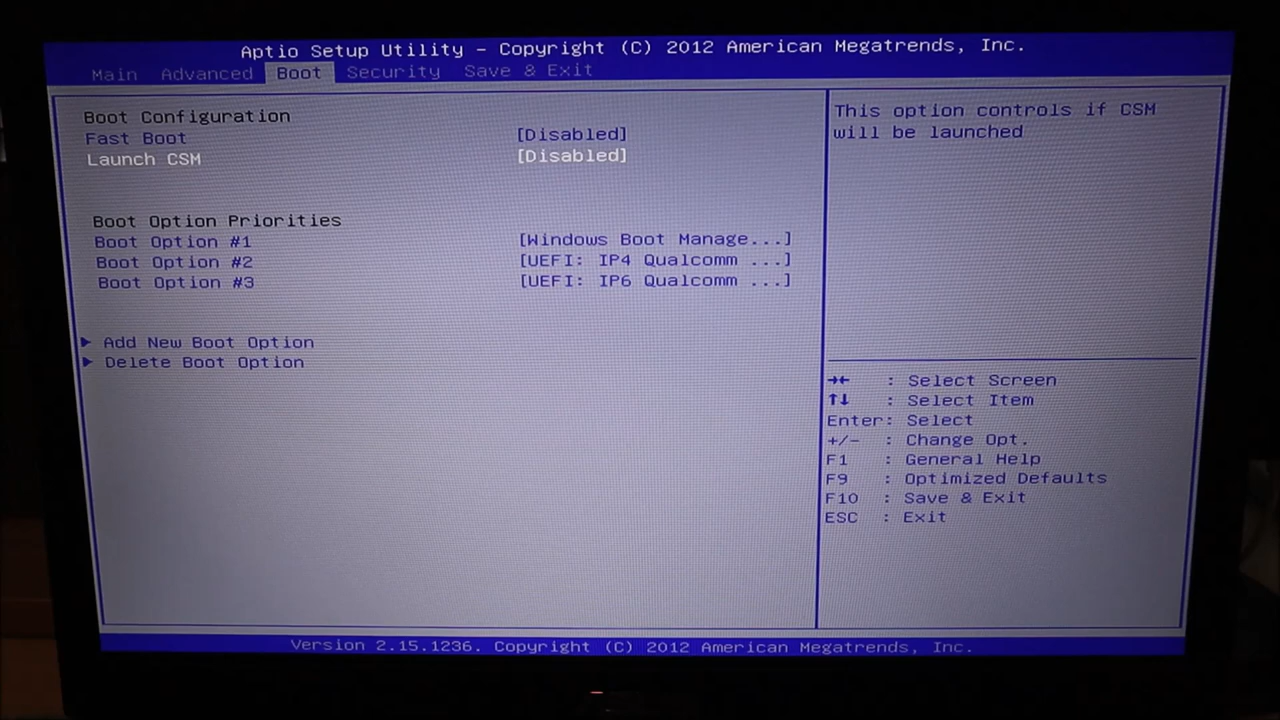 Aptio Setup Utility - Copyright (C) 2012 American Megatrends, Inc.
Main Advanced Boot Security Save & Exit
Boot Configuration
Fast Boot [Disabled]
Launch CSM [Disabled]
Boot Option Priorities
Boot Option #1 [Windows Boot Manage...]
Boot Option #2 [UEFI: IP4 Qualcomm ...]
Boot Option #3 [UEFI: IP6 Qualcomm ...]
► Add New Boot Option
► Delete Boot Option
This option controls if CSM
will be launched
→← : Select Screen
↑↓ : Select Item
Enter: Select
+/- : Change Opt.
F1 : General Help
F9 : Optimized Defaults
F10 : Save & Exit
ESC : Exit
Version 2.15.1236. Copyright (C) 2012 American Megatrends, Inc.